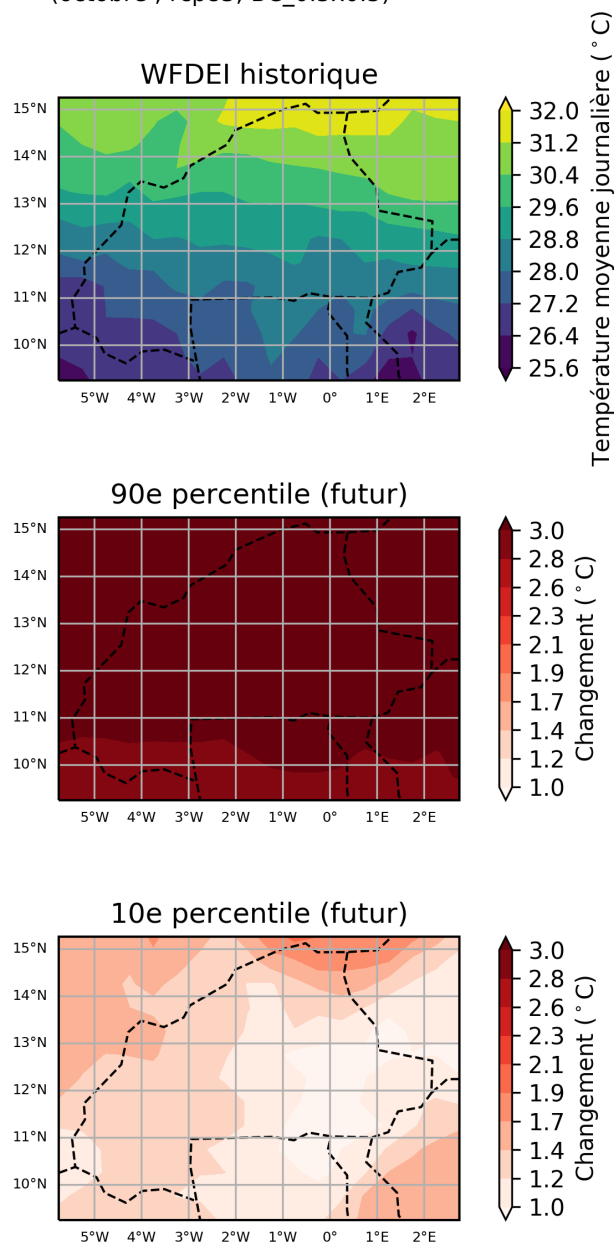 (octobre ,
WFDEI historique
15°N
14°N
13°N
12°N
11°N
10°N
5°W 4°W 3°W 2°W 1°W 0° 1°E 2°E
32.0
31.2
30.4
29.6
28.8
28.0
27.2
26.4
25.6
Température moyenne journalière (°C)
90e percentile (futur)
15°N
14°N
13°N
12°N
11°N
10°N
5°W 4°W 3°W 2°W 1°W 0° 1°E 2°E
3.0
2.8
2.6
2.3
2.1
1.9
1.7
1.4
1.2
1.0
Changement (°C)
10e percentile (futur)
15°N
14°N
13°N
12°N
11°N
10°N
5°W 4°W 3°W 2°W 1°W 0° 1°E 2°E
3.0
2.8
2.6
2.3
2.1
1.9
1.7
1.4
1.2
1.0
Changement (°C)